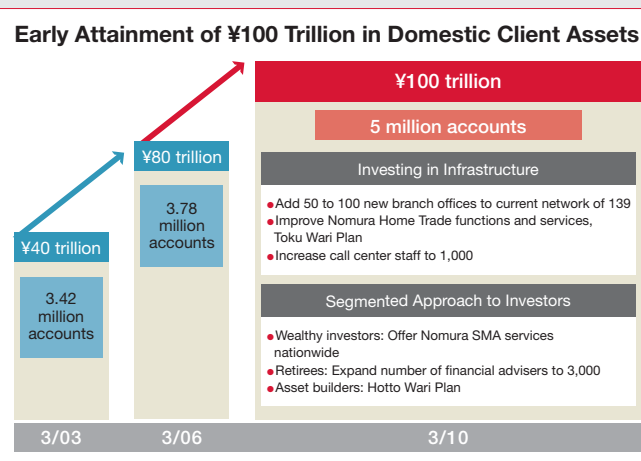 Early Attainment of ¥100 Trillion in Domestic Client Assets
¥40 trillion
3.42
million
accounts
¥80 trillion
3.78
million
accounts
¥100 trillion
5 million accounts
Investing in Infrastructure
●Add 50 to 100 new branch offices to current network of 139
●Improve Nomura Home Trade functions and services,
Toku Wari Plan
●Increase call center staff to 1,000
Segmented Approach to Investors
●Wealthy investors: Offer Nomura SMA services
nationwide
●Retirees: Expand number of financial advisers to 3,000
●Asset builders: Hotto Wari Plan
3/03
3/06
3/10